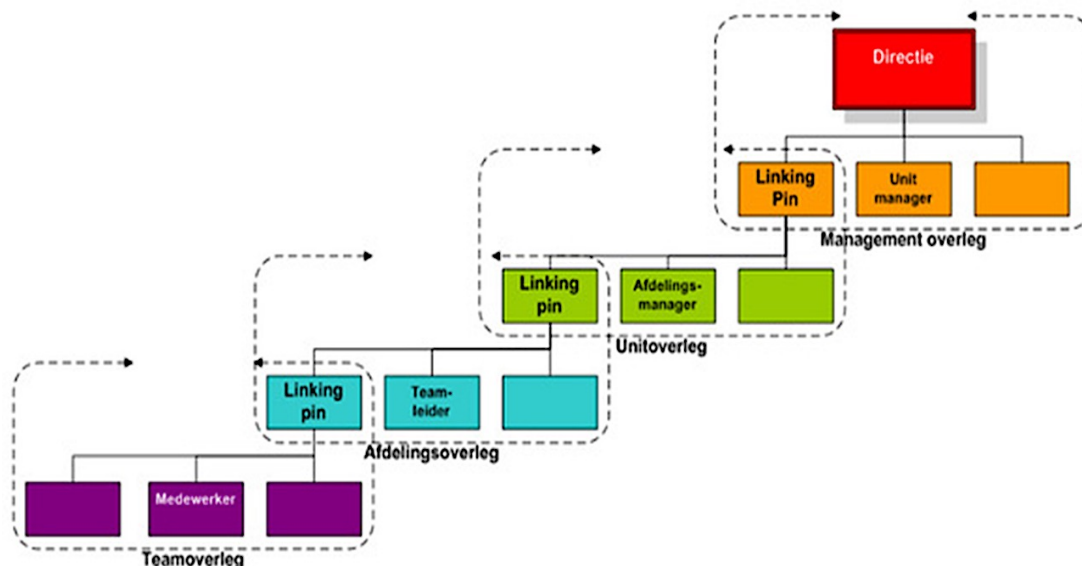 Directie
Linking
Pin
Unit
manager
Management overleg
Linking
pin
Afdelings-
manager
Unitoverleg
Linking
pin
Team-
leider
Afdelingsoverleg
Medewerker
Teamoverleg